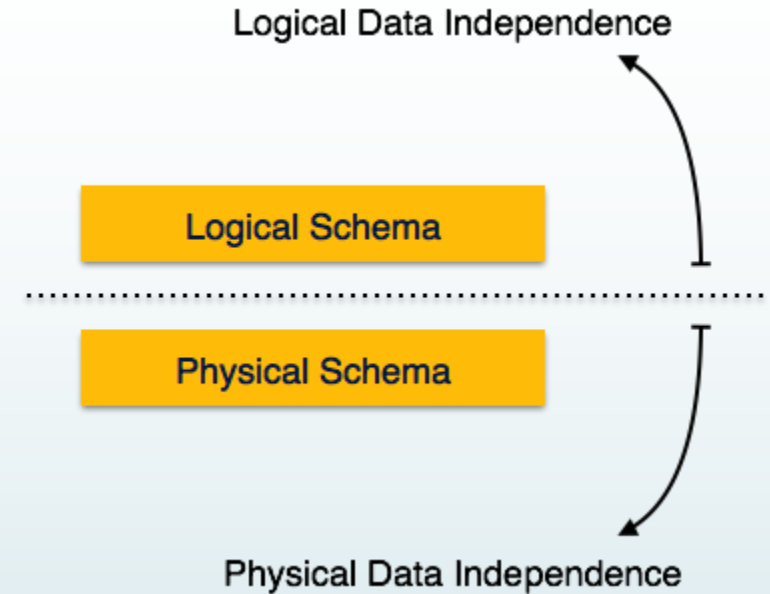 Logical Data Independence
Logical Schema
Physical Schema
Physical Data Independence